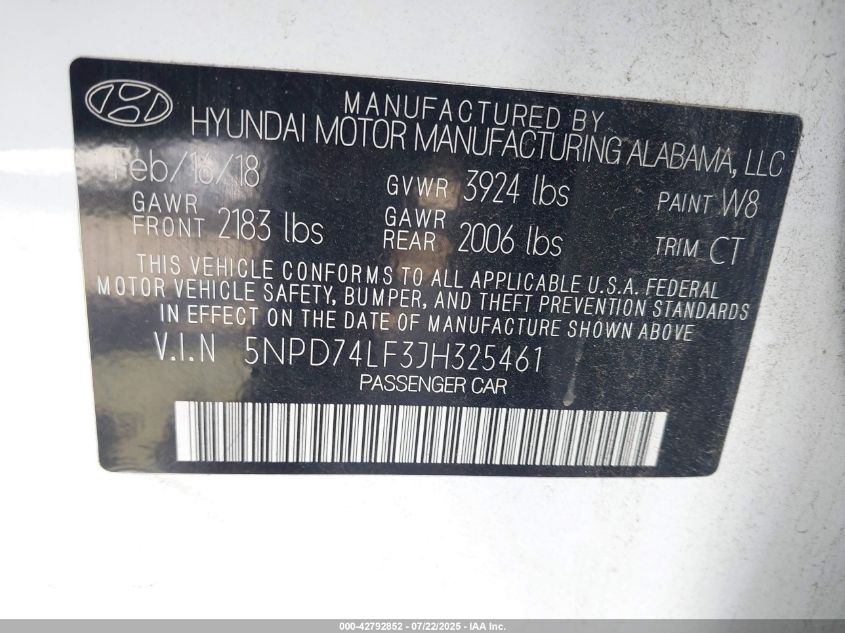 MANUFACTURED BY
HYUNDAI MOTOR MANUFACTURING ALABAMA, LLC
Feb/16/18 GVWR 3924 lbs PAINT W8
GAWR FRONT 2183 lbs GAWR REAR 2006 lbs TRIM CT
THIS VEHICLE CONFORMS TO ALL APPLICABLE U.S.A. FEDERAL
MOTOR VEHICLE SAFETY, BUMPER, AND THEFT PREVENTION STANDARDS
IN EFFECT ON THE DATE OF MANUFACTURE SHOWN ABOVE
V.I.N 5NPD74LF3JH325461
PASSENGER CAR
000-42792852 - 07/22/2025 - IAA Inc.